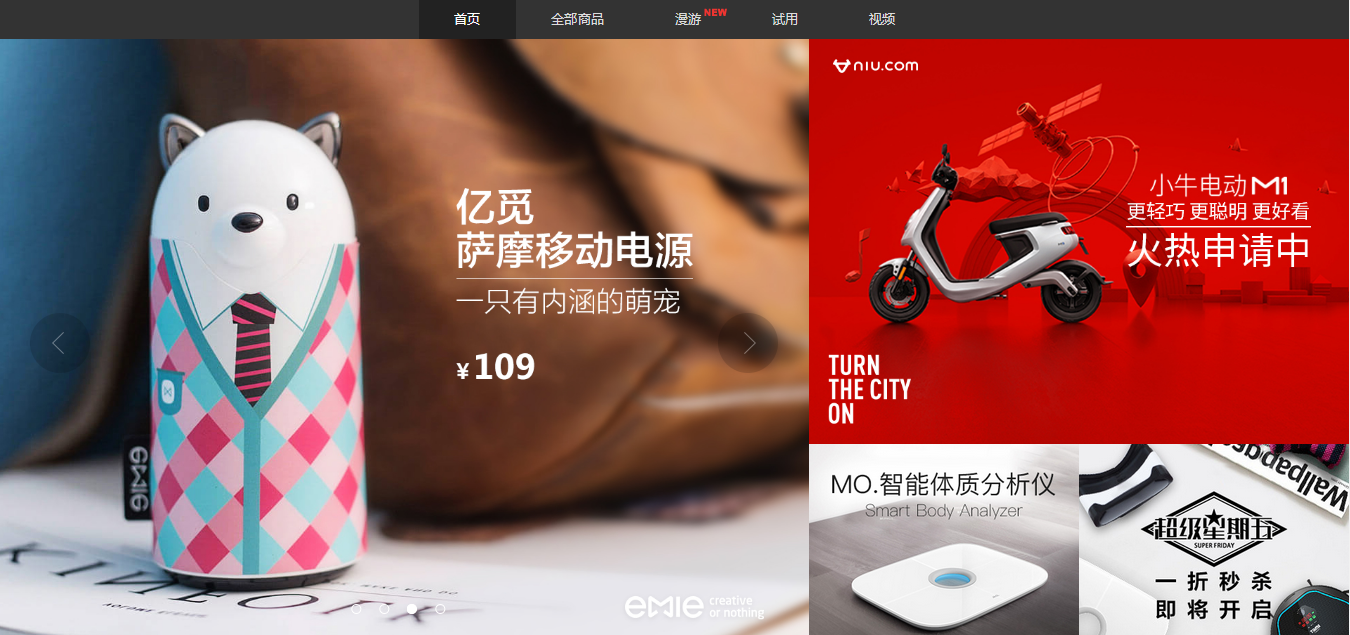 首页
全部商品
漫游 NEW
试用
视频
亿觅
萨摩移动电源
一只有内涵的萌宠
¥109
EMIE
EMIE creative
or nothing
niu.com
小牛电动 M1
更轻巧 更聪明 更好看
火热申请中
TURN
THE CITY
ON
MO.智能体质分析仪
Smart Body Analyzer
Wallpaper
超级星期五
SUPER FRIDAY
一折秒杀
即将开启